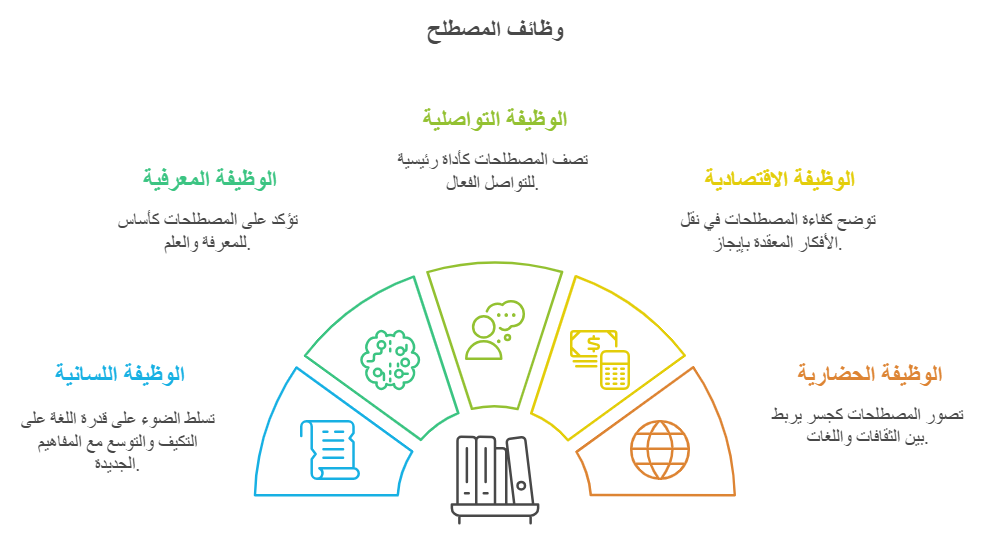 وظائف المصطلح
الوظيفة التواصلية
تصف المصطلحات كأداة رئيسية
للتواصل الفعال.
الوظيفة الاقتصادية
توضح كفاءة المصطلحات في نقل
الأفكار المعقدة بإيجاز.
الوظيفة المعرفية
تؤكد على المصطلحات كأساس
للمعرفة والعلم.
الوظيفة الحضارية
تصور المصطلحات كجسر يربط
بين الثقافات واللغات.
الوظيفة اللسانية
تسلط الضوء على قدرة اللغة على
التكيف والتوسع مع المفاهيم
الجديدة.